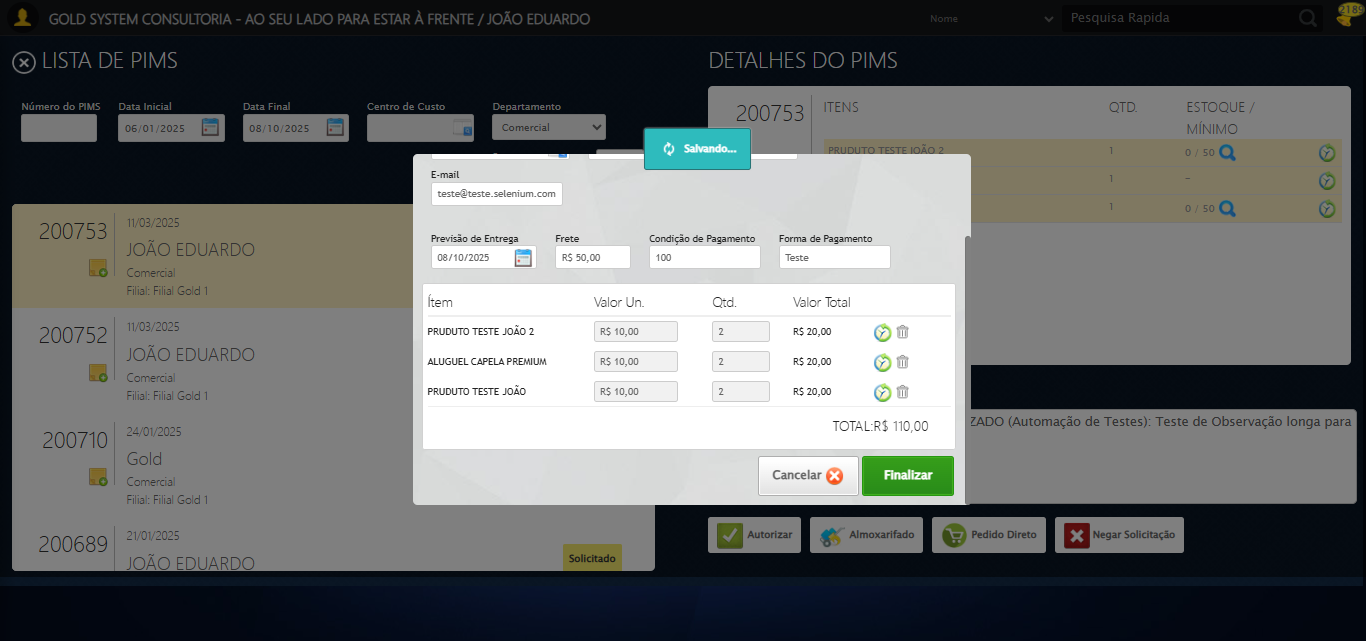 GOLD SYSTEM CONSULTORIA - AO SEU LADO PARA ESTAR À FRENTE / JOÃO EDUARDO
Nome
Pesquisa Rapida
2189
LISTA DE PIMS
Número do PIMS
Data Inicial
Data Final
Centro de Custo
Departamento
06/01/2025
08/10/2025
Comercial
200753
11/03/2025
JOÃO EDUARDO
Comercial
Filial: Filial Gold 1
200752
11/03/2025
JOÃO EDUARDO
Comercial
Filial: Filial Gold 1
200710
24/01/2025
Gold
Comercial
Filial: Filial Gold 1
200689
21/01/2025
JOÃO EDUARDO
Solicitado
Salvando...
E-mail
teste@teste.selenium.com
Previsão de Entrega
Frete
Condição de Pagamento
Forma de Pagamento
08/10/2025
R$ 50,00
100
Teste
Ítem Valor Un. Qtd. Valor Total
PRUDUTO TESTE JOÃO 2 R$ 10,00 2 R$ 20,00
ALUGUEL CAPELA PREMIUM R$ 10,00 2 R$ 20,00
PRUDUTO TESTE JOÃO R$ 10,00 2 R$ 20,00
TOTAL:R$ 110,00
Cancelar
Finalizar
DETALHES DO PIMS
200753
ITENS QTD. ESTOQUE /
MÍNIMO
PRUDUTO TESTE JOÃO 2 1 0 / 50
1 -
1 0 / 50
ZADO (Automação de Testes): Teste de Observação longa para
Autorizar
Almoxarifado
Pedido Direto
Negar Solicitação